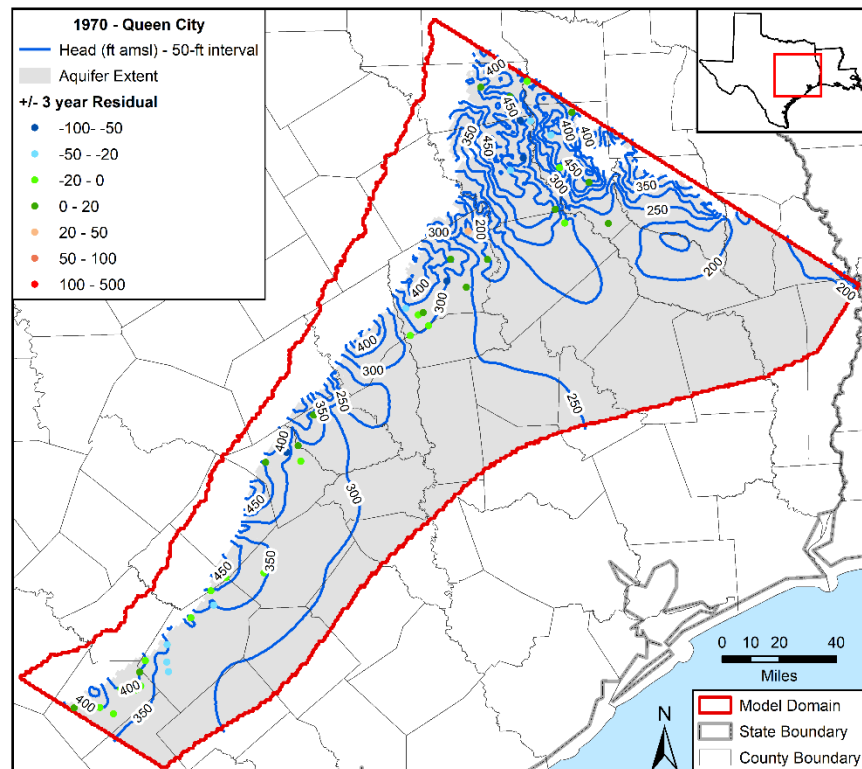 1970 - Queen City
Head (ft amsl) - 50-ft interval
Aquifer Extent
+/- 3 year Residual
-100- -50
-50 - -20
-20 - 0
0 - 20
20 - 50
50 - 100
100 - 500
400
450
350
400
400
450
450
300
350
250
200
300
200
200
400
300
400
300
250
350
250
400
300
450
450
350
400
400
350
0 10 20 40
Miles
N
Model Domain
State Boundary
County Boundary